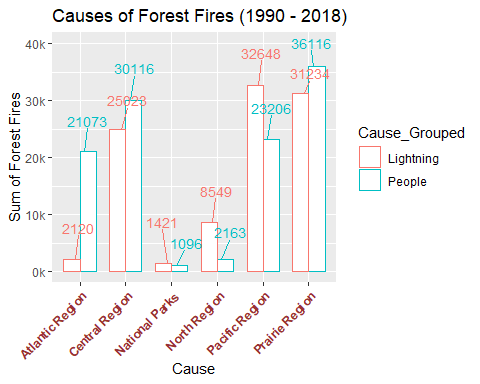 Causes of Forest Fires (1990 - 2018)
Sum of Forest Fires
40k
30k
20k
10k
0k
2120
21073
25023
30116
1421
1096
8549
2163
32648
23206
31234
36116
Atlantic Region
Central Region
National Parks
North Region
Pacific Region
Prairie Region
Cause
Cause_Grouped
Lightning
People